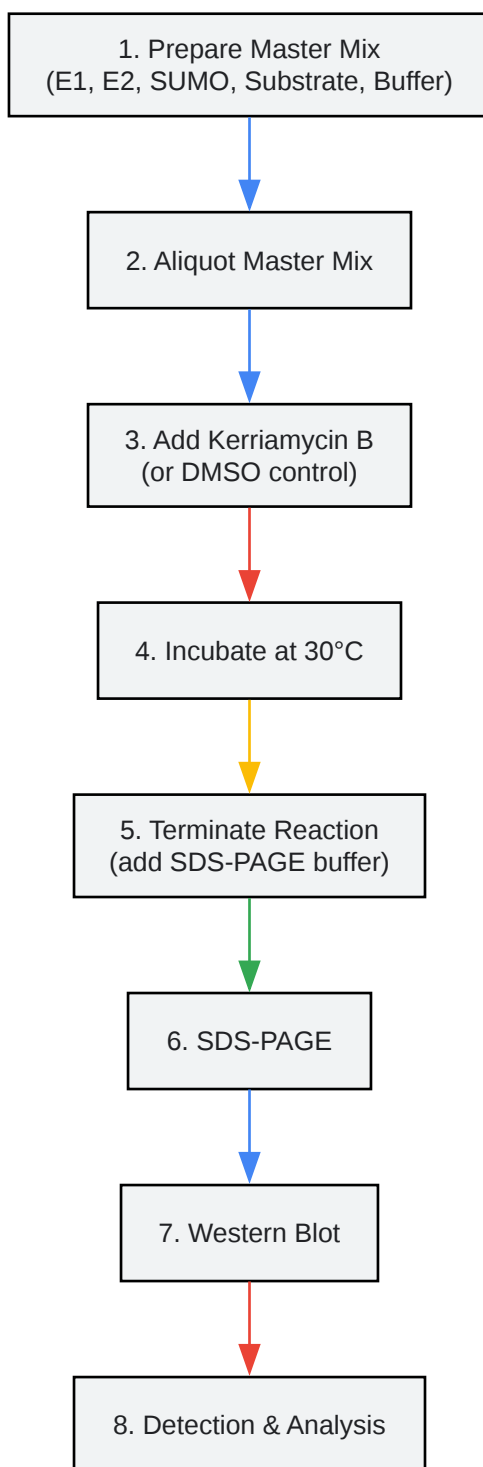 1. Prepare Master Mix
(E1, E2, SUMO, Substrate, Buffer)
2. Aliquot Master Mix
3. Add Kerriamycin B
(or DMSO control)
4. Incubate at 30°C
5. Terminate Reaction
(add SDS-PAGE buffer)
6. SDS-PAGE
7. Western Blot
8. Detection & Analysis